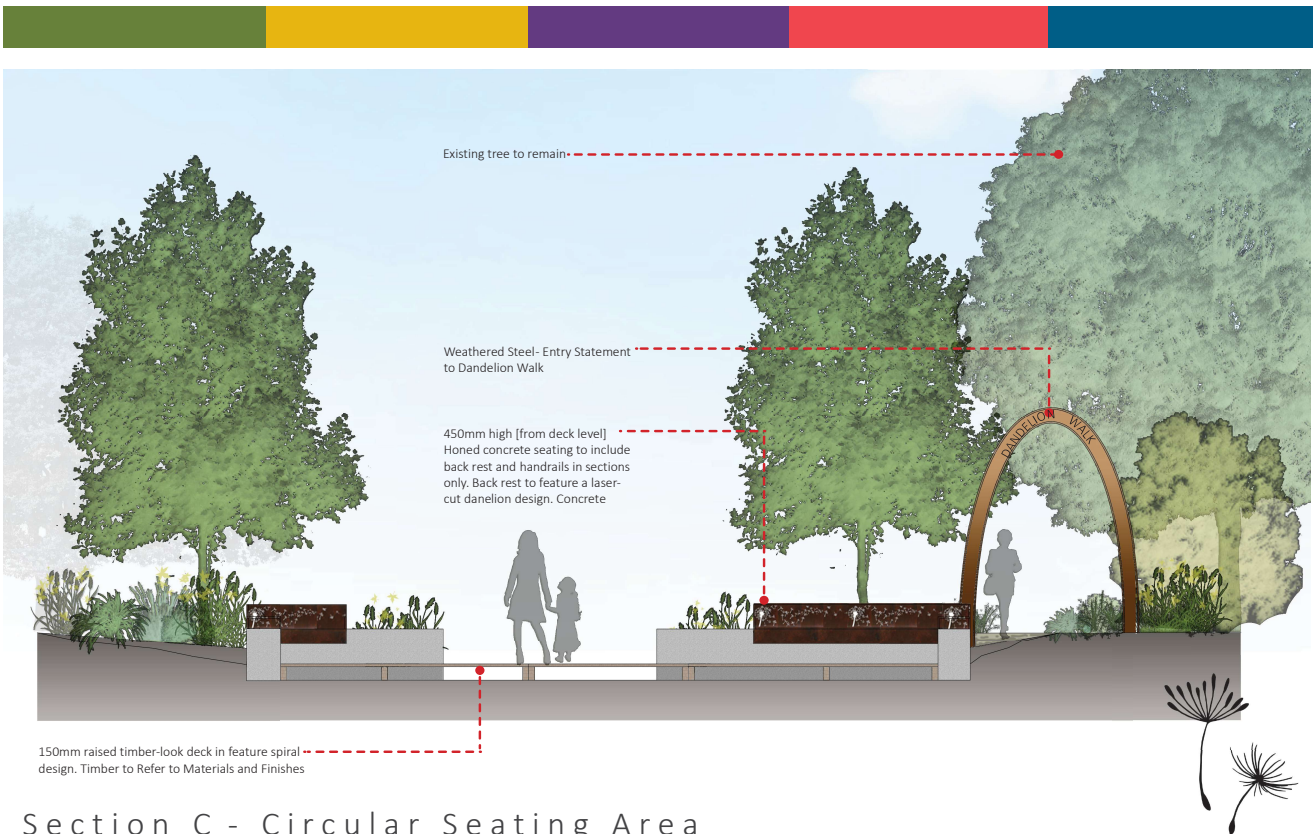 Existing tree to remain
Weathered Steel- Entry Statement
to Dandelion Walk
DANDELION WALK
450mm high [from deck level]
Honed concrete seating to include
back rest and handrails in sections
only. Back rest to feature a laser-
cut danelion design. Concrete
150mm raised timber-look deck in feature spiral
design. Timber to Refer to Materials and Finishes
Section C - Circular Seating Area